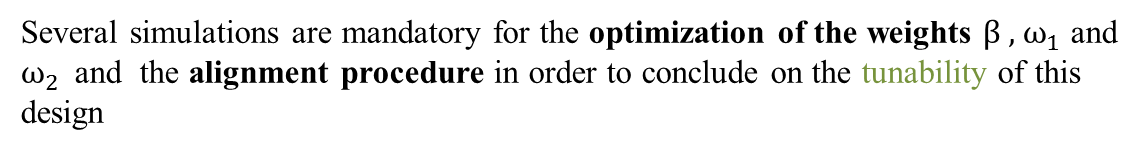 Several simulations are mandatory for the optimization of the weights β , ω₁ and
ω₂ and the alignment procedure in order to conclude on the tunability of this
design